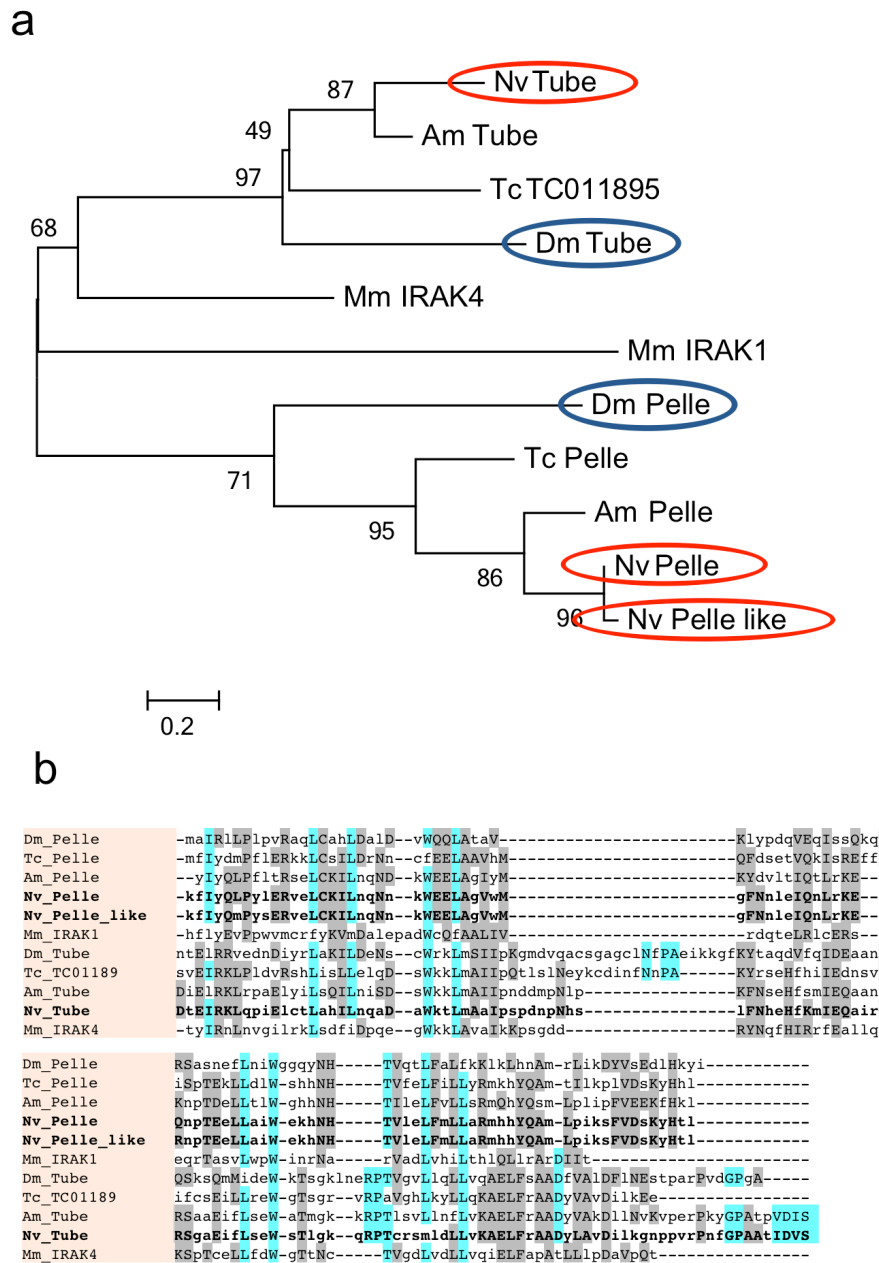 a
Nv Tube
87
Am Tube
49
Tc TC011895
97
Dm Tube
68
Mm IRAK4
Mm IRAK1
Dm Pelle
Tc Pelle
71
Am Pelle
95
Nv Pelle
86
Nv Pelle like
96
0.2
b
Dm_Pelle -maIRlLPlpvRaqLCahLDalD--vWQQLAtaV-------------------------KlypdqVEqIssQkq
Tc_Pelle -mfIydmPflERkkLCsILDrNn--cfEELAAVhM------------------------QFdsetVQkIsREff
Am_Pelle --yIyQLPfltRseLCKILnqND--kWEELAgIyM------------------------KYdvltIQtLrKE--
Nv_Pelle -kfIyQLPylERveLCKILnqNn--kWEELAgVwM------------------------gFNnleIQnLrKE--
Nv_Pelle_like -kfIyQmPysERveLCKILnqNn--kWEELAgVwM------------------------gFNnleIQnLrKE--
Mm_IRAK1 -hflyEvPpwvmcrfyKVmDalepadWcQfAALIV------------------------rdqteLRlcERs--
Dm_Tube ntElRRvednDiyrLaKILDeNs--cWrkLmSIIpKgmdvqacsgagclNfPAeikkgfKYtaqdVfqIDEaan
Tc_TC01189 svEIRKLPldvRshLisLLelqD--sWkkLMAIIPQtlslNeykcdinfNnPA------KYrseHfhiIEdnsv
Am_Tube DiElRKLrpaElyiLsQILniSD--sWkkLmAIIpnddmpNlp----------------kFNndHfsmIEQaan
Nv_Tube DtEIRKLqpiElctLahILnqaD--aWktLmAaIpspdnpNhs----------------lFNheHfKmIEQair
Mm_IRAK4 -tyIRnLnvgilrkLsdfiDpqe--gWkkLAvaIkKpsgdd------------------RYNqfHIRrfEallq
Dm_Pelle RSasnefLniWggqyNH-----TVqtLFaLfkKlkLhnAm-rLikDYVsEdlHkyi-----------
Tc_Pelle iSpTEKLLdlW-shhNH-----TVfeLFiLLyRmkhYQAm-tIlkplVDsKyHhl------------
Am_Pelle KnpTDeLLtlW-ghhNH-----TIleLFvLLsRmQhYQsm-LplipFVEEKfHkl------------
Nv_Pelle QnpTEeLLaiW-ekhNH-----TVleLFmLLaRmhhYQAm-LpiksFVDsKyHtl------------
Nv_Pelle_like RnpTEeLLaiW-ekhNH-----TVleLFmLLaRmhhYQAm-LpiksFVDsKyHtl------------
Mm_IRAK1 eqrTasvLwpW-inrNa-----rVadLvhiLthlQLlrArDIIt-----------------------
Dm_Tube QSksQmMideW-kTsgklneRPTVgvLlqLLvqAELFsAADfVAlDFlNEstparPvdGPgA-----
Tc_TC01189 ifcsEiLLreW-gTsgr--vRPaVghLkyLLqKAELFRAADyVAvDilkEe----------------
Am_Tube RSaaEifLseW-aTmgk--kRPTlsvLlnfLvKAELFrAADyVAkDllNvKvperPkyGPAtpVDIS
Nv_Tube RSgaEifLseW-sTlgk--qRPTcrsmldLLvKAELFRAADyLAvDilkgnppvrPnfGPAAtIDVS
Mm_IRAK4 KSpTceLLfdW-gTtNC-----TVgdLvdLLvqiELFapAtLLlpDaVpQt----------------